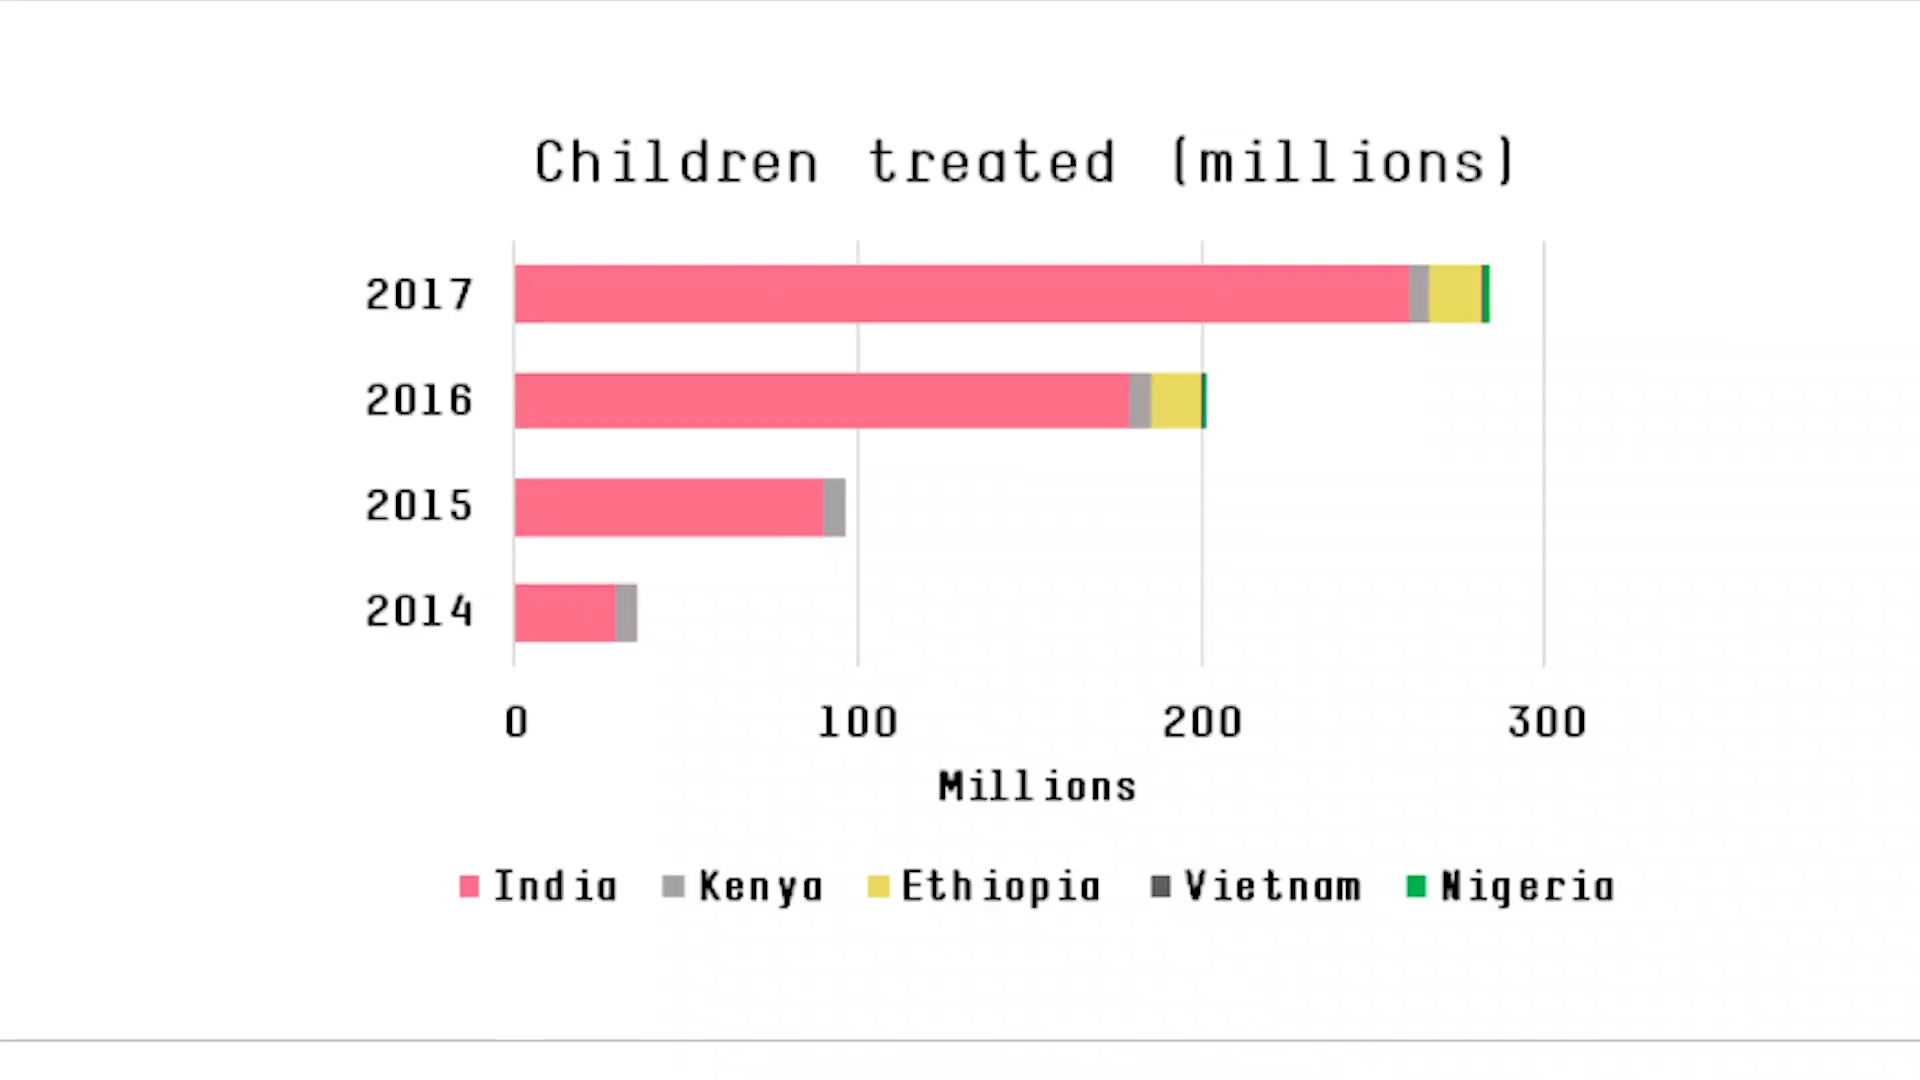 Children treated (millions)
2017
2016
2015
2014
0 100 200 300
Millions
India Kenya Ethiopia Vietnam Nigeria